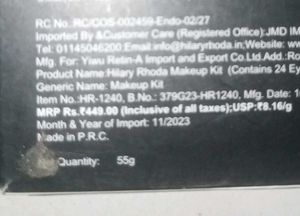 RC No. RC/COS-002459-Endo-02/27
Imported By &Customer Care (Registered Office):JMD IM
Tel: 01145046200 Email:info@hilaryrhoda.in,Website: ww
Mfg. For: Yiwu Retin-A Import and Export Co.Ltd.Add.:Ro
Product Name:Hilary Rhoda Makeup Kit (Contains 24 Ey
Generic Name: Makeup Kit
Item No.:HR-1240, B.No.: 379G23-HR1240, Mfg. Date: 
MRP Rs.₹449.00 (Inclusive of all taxes);USP:₹8.16/g
Month & Year of Import: 11/2023
Made in P.R.C.
Quantity: 55g